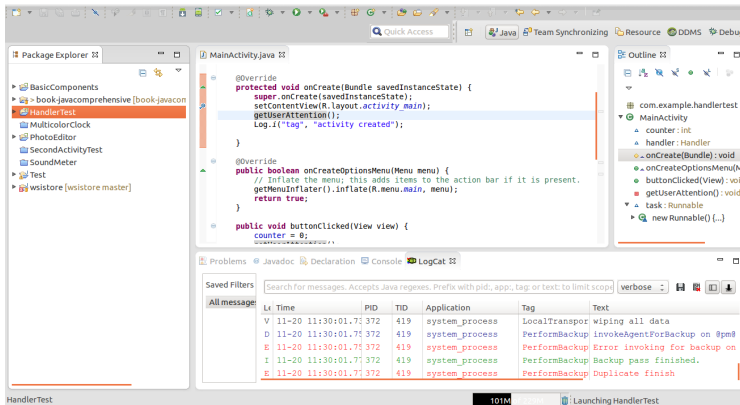 Quick Access
Java
Team Synchronizing
Resource
DDMS
Debu
Package Explorer
BasicComponents
> book-javacomprehensive [book-javacon
HandlerTest
MulticolorClock
PhotoEditor
SecondActivityTest
SoundMeter
Test
wsistore [wsistore master]
MainActivity.java
@Override
protected void onCreate(Bundle savedInstanceState) {
super.onCreate(savedInstanceState);
setContentView(R.layout.activity_main);
getUserAttention();
Log.i("tag", "activity created");
}
@Override
public boolean onCreateOptionsMenu(Menu menu) {
// Inflate the menu; this adds items to the action bar if it is present.
getMenuInflater().inflate(R.menu.main, menu);
return true;
}
public void buttonClicked(View view) {
counter = 0;
Outline
com.example.handlertest
MainActivity
counter : int
handler : Handler
onCreate(Bundle) : void
onCreateOptionsMenu(M
buttonClicked(View) : voi
getUserAttention() : void
task : Runnable
new Runnable() {...}
Problems
Javadoc
Declaration
Console
LogCat
Saved Filters
All messages
Search for messages. Accepts Java regexes. Prefix with pid:, app:, tag: or text: to limit scope
verbose
Le Time PID TID Application Tag Text
V 11-20 11:30:01.73 372 419 system_process LocalTranspor wiping all data
D 11-20 11:30:01.75 372 419 system_process PerformBackup invokeAgentForBackup on @pm@
E 11-20 11:30:01.75 372 419 system_process PerformBackup Error invoking for backup on
I 11-20 11:30:01.77 372 419 system_process PerformBackup Backup pass finished.
E 11-20 11:30:01.77 372 419 system_process PerformBackup Duplicate finish
HandlerTest
101M
Launching HandlerTest